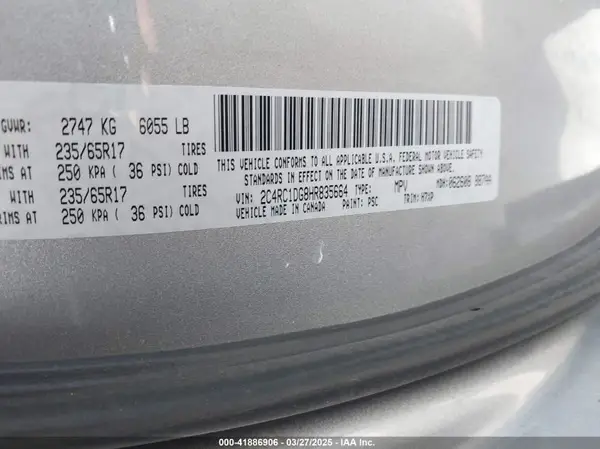 GVWR: 2747 KG 6055 LB
WITH 235/65R17 TIRES
RIMS AT 250 KPA ( 36 PSI) COLD
WITH 235/65R17 TIRES
RIMS AT 250 KPA ( 36 PSI) COLD
THIS VEHICLE CONFORMS TO ALL APPLICABLE U.S.A. FEDERAL MOTOR VEHICLE SAFETY
STANDARDS IN EFFECT ON THE DATE OF MANUFACTURE SHOWN ABOVE.
VIN: 2C4RC1DG8HR835664 TYPE: MPV MDH:
VEHICLE MADE IN CANADA PAINT: PSC TRIM:
000-41886906 | 03/27/2025 | IAA Inc.